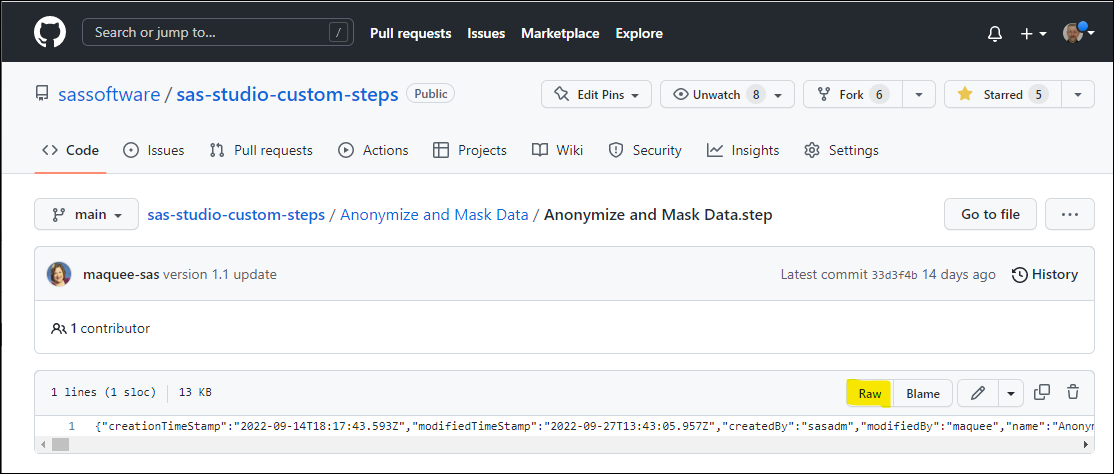 Search or jump to... / Pull requests Issues Marketplace Explore
sassoftware / sas-studio-custom-steps Public Edit Pins Unwatch 8 Fork 6 Starred 5
Code Issues Pull requests Actions Projects Wiki Security Insights Settings
main sas-studio-custom-steps / Anonymize and Mask Data / Anonymize and Mask Data.step Go to file ...
maquee-sas version 1.1 update Latest commit 33d3f4b 14 days ago History
1 contributor
1 lines (1 sloc) 13 KB Raw Blame
1 {"creationTimeStamp":"2022-09-14T18:17:43.593Z","modifiedTimeStamp":"2022-09-27T13:43:05.957Z","createdBy":"sasadm","modifiedBy":"maquee","name":"Anonym